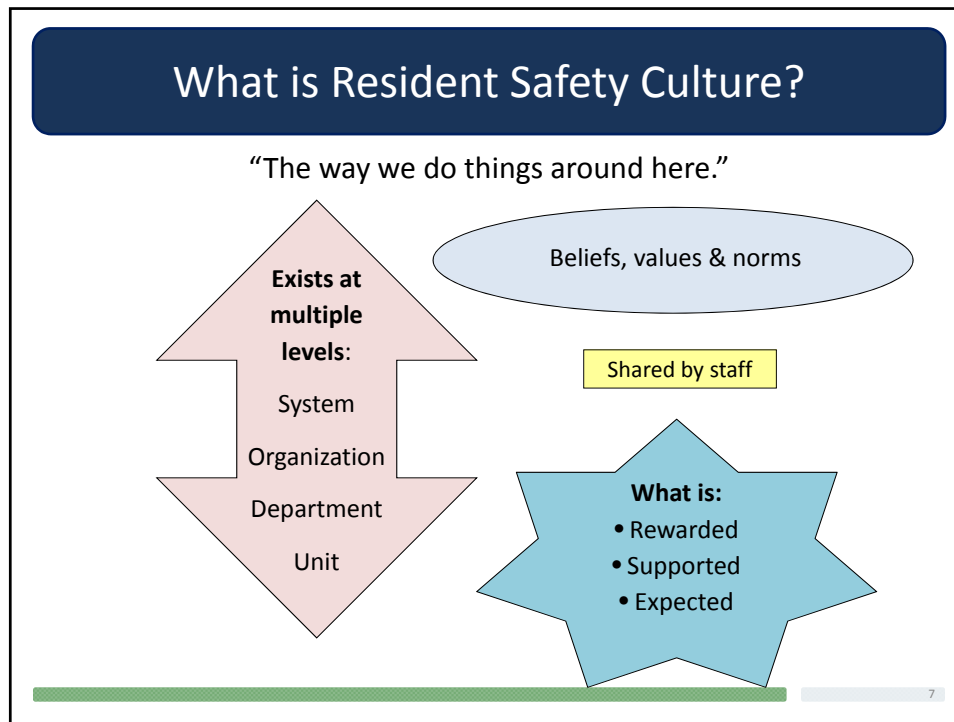 What is Resident Safety Culture?
“The way we do things around here.”
Exists at
multiple
levels:
System
Organization
Department
Unit
Beliefs, values & norms
Shared by staff
What is:
• Rewarded
• Supported
• Expected
7